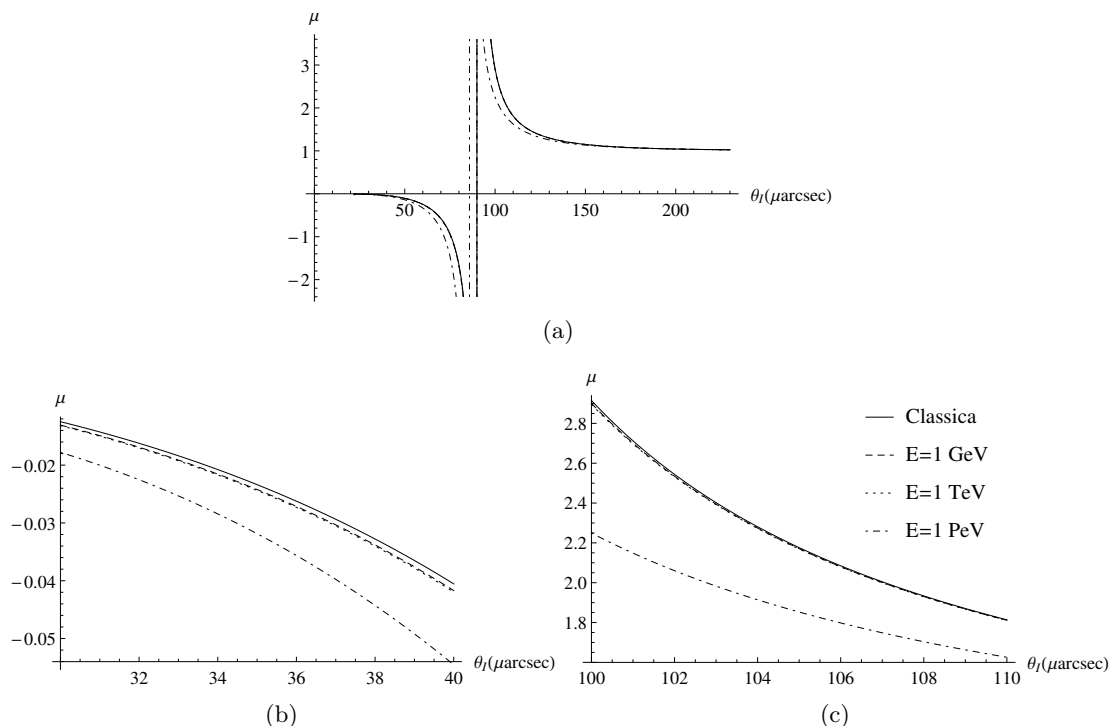 μ
3
2
1
50 100 150 200
θI(μarcsec)
−1
−2
(a)
μ
−0.02
−0.03
−0.04
−0.05
32 34 36 38 40
θI(μarcsec)
(b)
μ
2.8
2.6
2.4
2.2
2.0
1.8
100 102 104 106 108 110
θI(μarcsec)
Classica
E=1 GeV
E=1 TeV
E=1 PeV
(c)